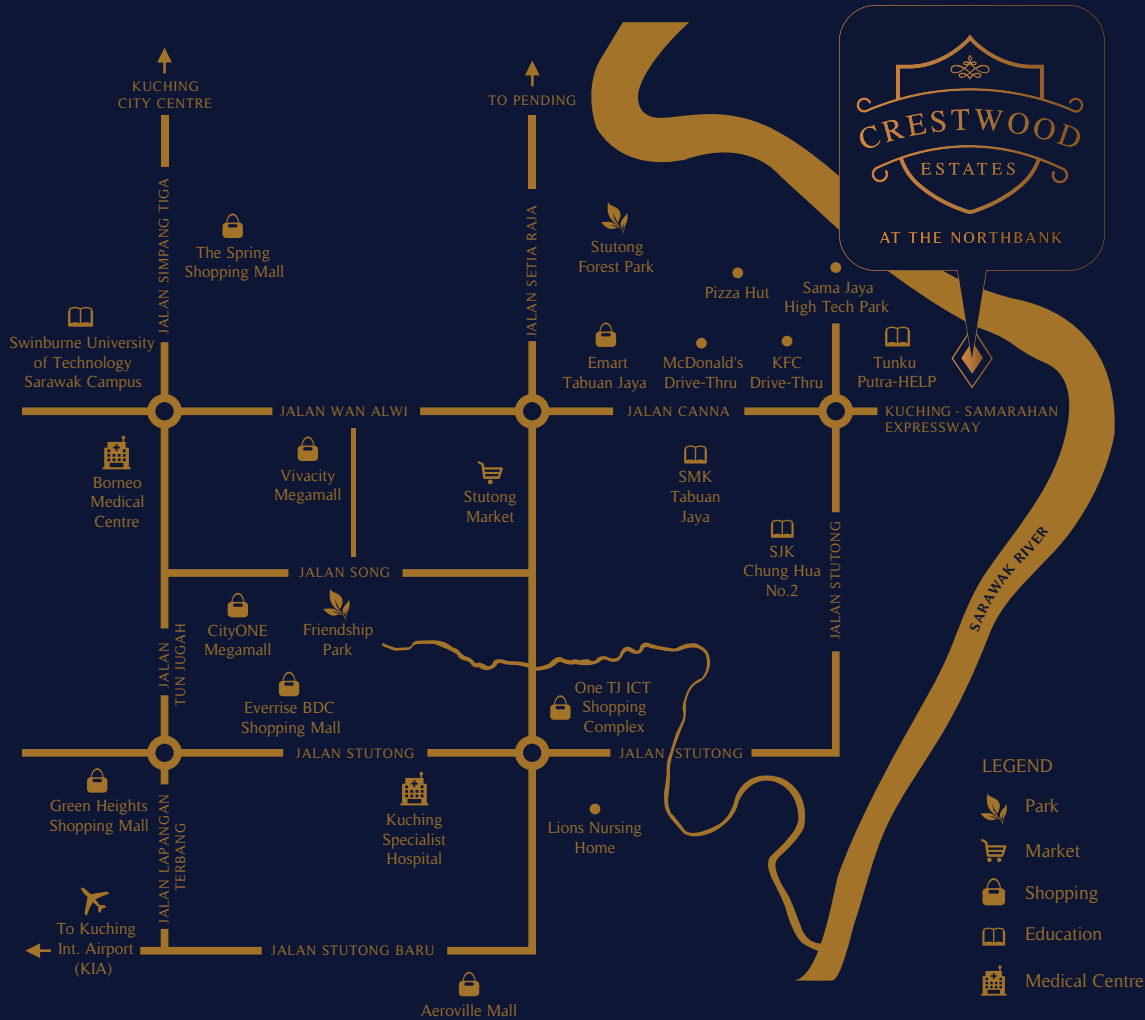 KUCHING
CITY CENTRE
TO PENDING
CRESTWOOD
ESTATES
AT THE NORTHBANK
JALAN SIMPANG TIGA
The Spring
Shopping Mall
JALAN SETIA RAJA
Stutong
Forest Park
Pizza Hut
Sama Jaya
High Tech Park
Swinburne University
of Technology
Sarawak Campus
Emart
Tabuan Jaya
McDonald's
Drive-Thru
KFC
Drive-Thru
Tunku
Putra-HELP
JALAN WAN ALWI
JALAN CANNA
KUCHING - SAMARAHAN
EXPRESSWAY
Borneo
Medical
Centre
Vivacity
Megamall
Stutong
Market
SMK
Tabuan
Jaya
SJK
Chung Hua
No.2
JALAN STUTONG
SARAWAK RIVER
JALAN SONG
CityONE
Megamall
Friendship
Park
JALAN
TUN JUGAH
Everrise BDC
Shopping Mall
One TJ ICT
Shopping
Complex
JALAN STUTONG
JALAN STUTONG
Green Heights
Shopping Mall
JALAN LAPANGAN
TERBANG
Kuching
Specialist
Hospital
Lions Nursing
Home
To Kuching
Int. Airport
(KIA)
JALAN STUTONG BARU
Aeroville Mall
LEGEND
Park
Market
Shopping
Education
Medical Centre